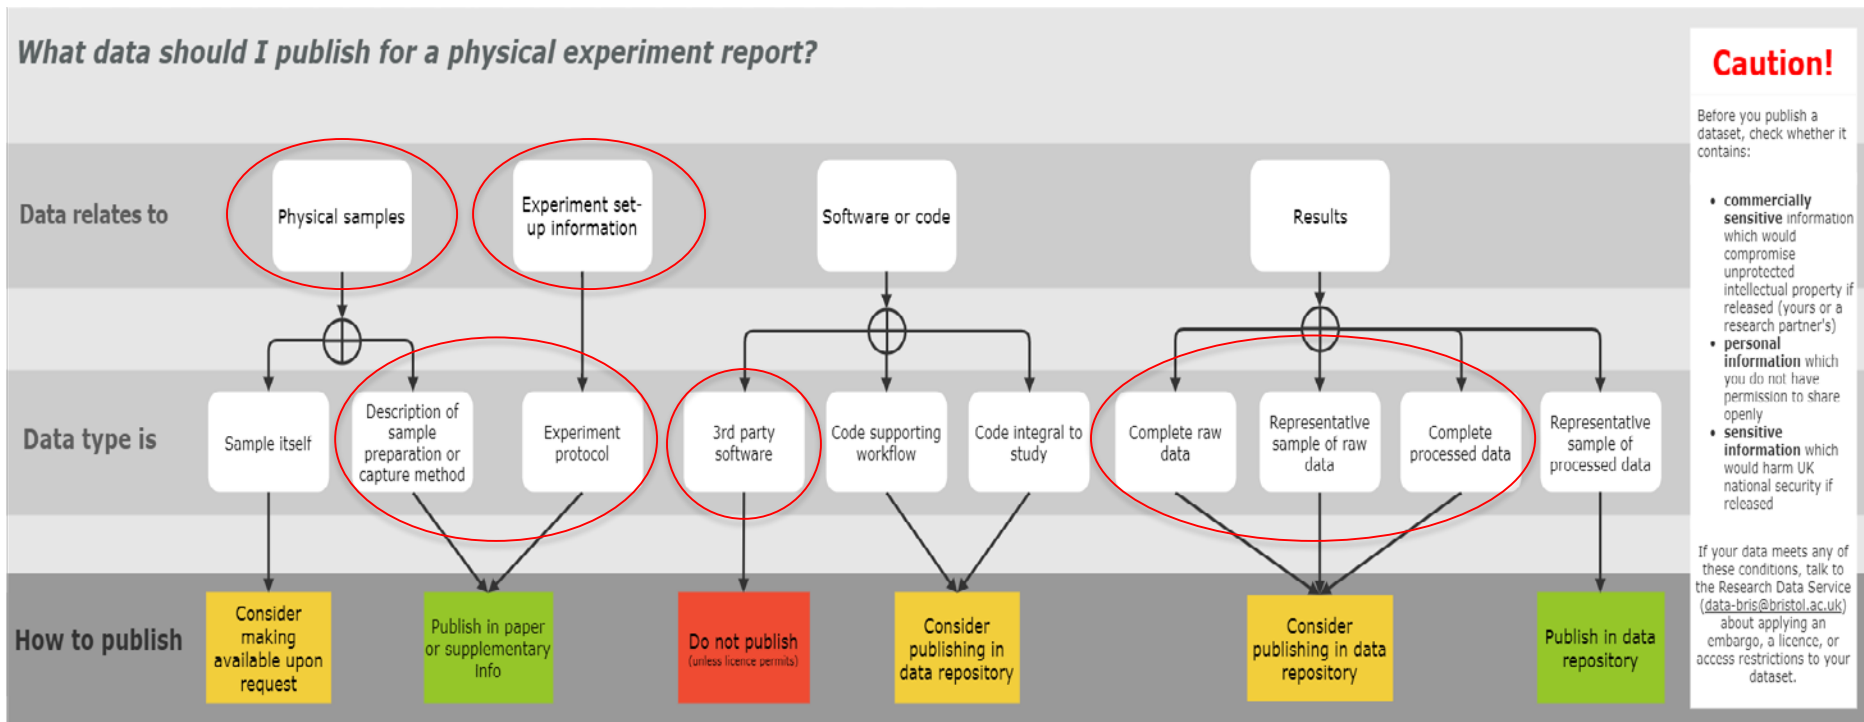 What data should I publish for a physical experiment report?
Data relates to
Physical samples
Experiment set-
up information
Software or code
Results
Data type is
Sample itself
Description of
sample
preparation or
capture method
Experiment
protocol
3rd party
software
Code supporting
workflow
Code integral to
study
Complete raw
data
Representative
sample of raw
data
Complete
processed data
Representative
sample of
processed data
How to publish
Consider
making
available upon
request
Publish in paper
or supplementary
Info
Do not publish
(unless licence permits)
Consider
publishing in
data repository
Consider
publishing in data
repository
Publish in data
repository
Caution!
Before you publish a
dataset, check whether it
contains:
• commercially
sensitive information
which would
compromise
unprotected
intellectual property if
released (yours or a
research partner's)
• personal
information which
you do not have
permission to share
openly
• sensitive
information which
would harm UK
national security if
released
If your data meets any of
these conditions, talk to
the Research Data Service
(data-bris@bristol.ac.uk)
about applying an
embargo, a licence, or
access restrictions to your
dataset.